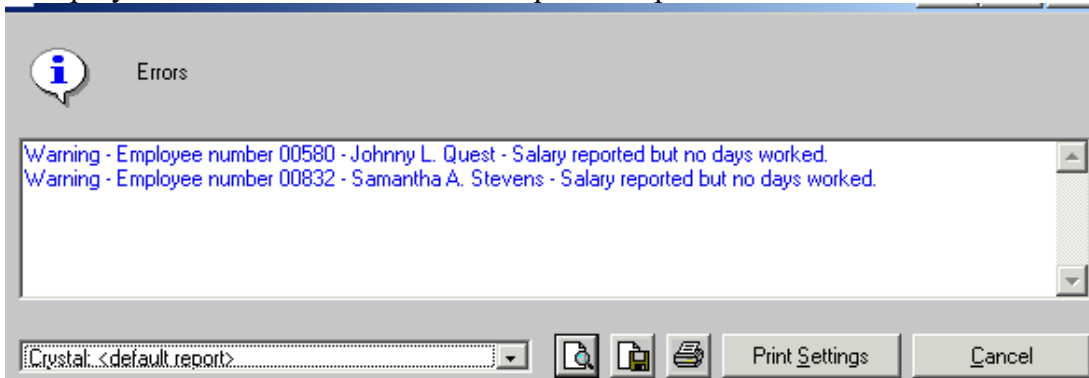 Errors
Warning - Employee number 00580 - Johnny L. Quest - Salary reported but no days worked.
Warning - Employee number 00832 - Samantha A. Stevens - Salary reported but no days worked.
Crystal: <default report>
Print Settings
Cancel